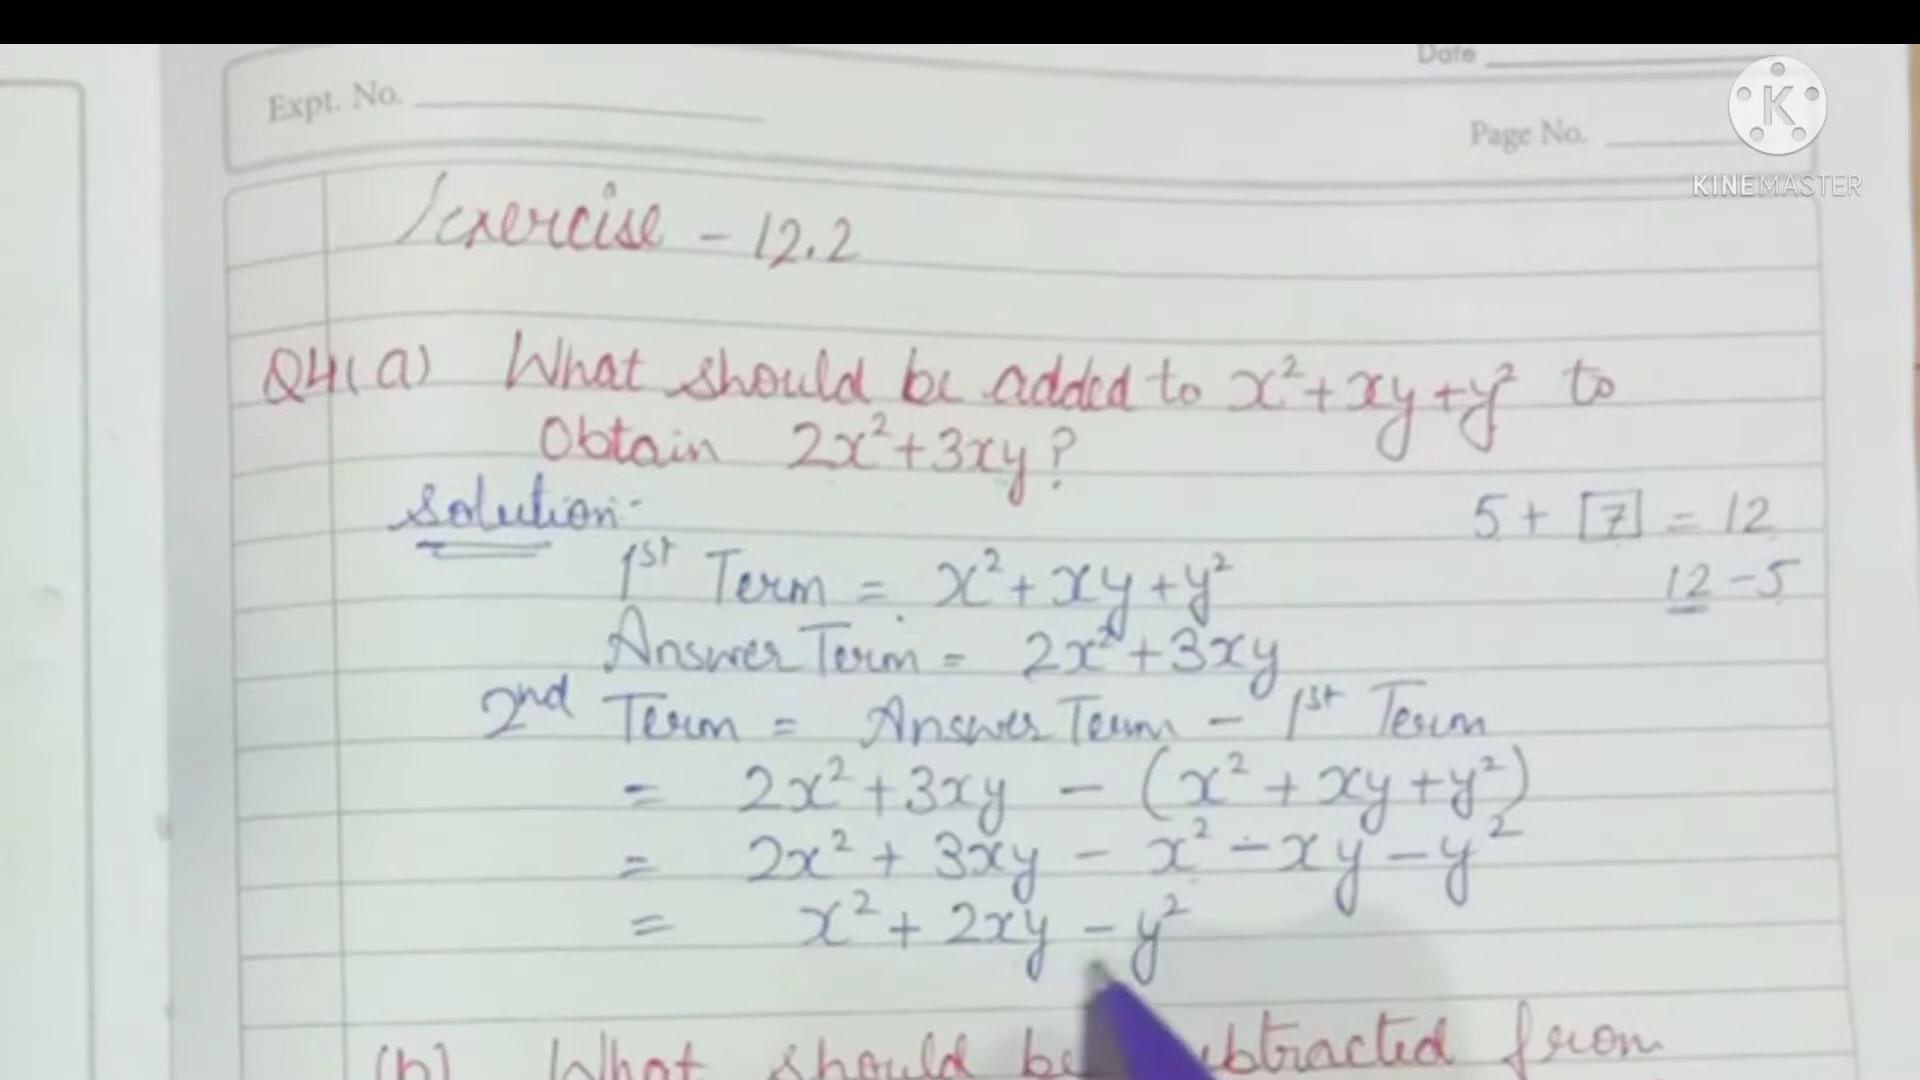 Date
Expt. No.
Page No.
KINEMASTER
Exercise - 12.2
Q4(a) What should be added to x²+xy+y² to
Obtain 2x²+3xy?
Solution:-
5 + 7 = 12
12 - 5
1st Term = x²+xy+y²
Answer Term = 2x²+3xy
2nd Term = Answer Term - 1st Term
= 2x²+3xy - (x²+xy+y²)
= 2x² + 3xy - x² - xy - y²
= x² + 2xy - y²
(b) What should be subtracted from